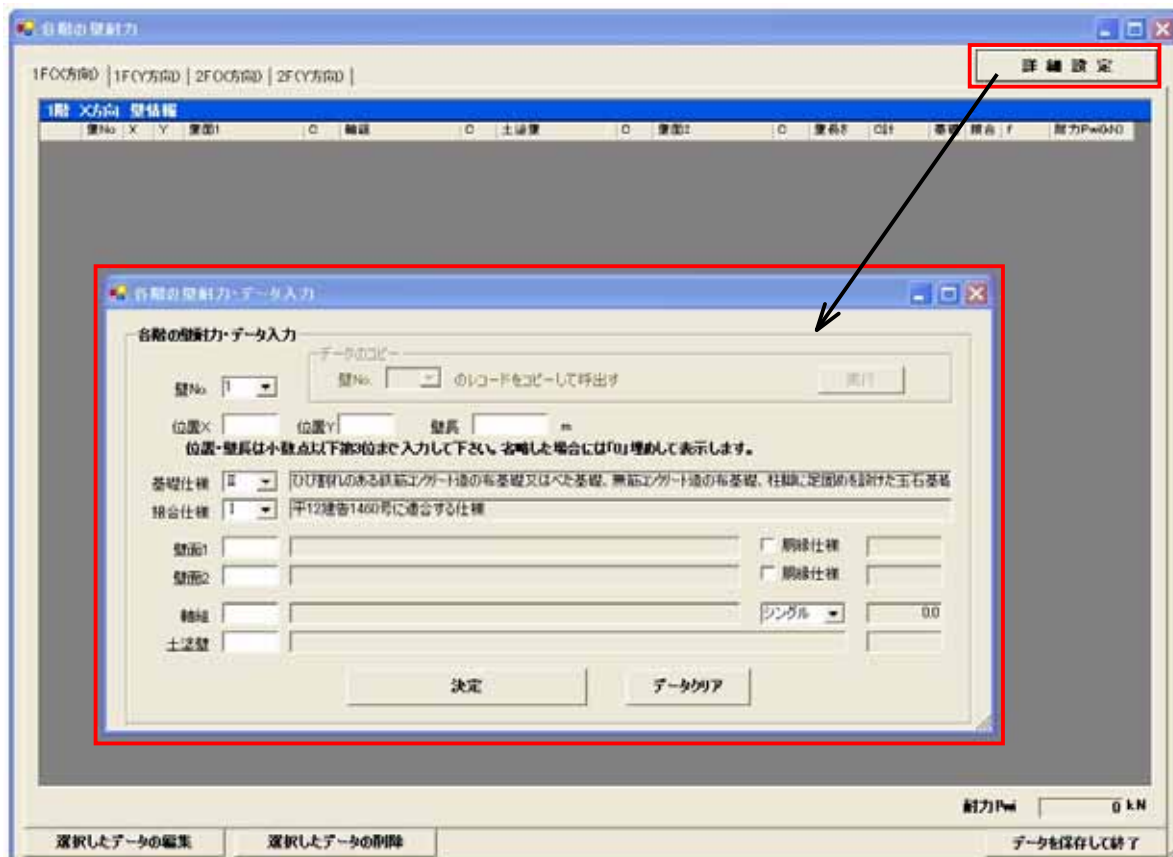 各階の壁耐力
詳細設定
1F(X方向) 1F(Y方向) 2F(X方向) 2F(Y方向)
1階 X方向 壁情報
壁No X Y 壁面1 C 軸組 C 土塗壁 C 壁面2 C 壁長 C計 基礎 接合 f
各階の壁耐力・データ入力
各階の壁耐力・データ入力
データのコピー
壁No. 1 壁No. のレコードをコピーして呼出す 実行
位置X 位置Y 壁長 m
位置・壁長は小数点以下第3位まで入力して下さい。省略した場合には「0」埋めして表示します。
基礎仕様 II ひび割れのある鉄筋コンクリート造の布基礎又はべた基礎、無筋コンクリート造の布基礎、柱脚に足固めを設けた玉石基礎
接合仕様 I 平12建告1460号に適合する仕様
壁面1 胴縁仕様
壁面2 胴縁仕様
軸組 シングル 0.0
土塗壁
決定 データクリア
耐力Pwi 0 kN
選択したデータの編集 選択したデータの削除 データを保存して終了